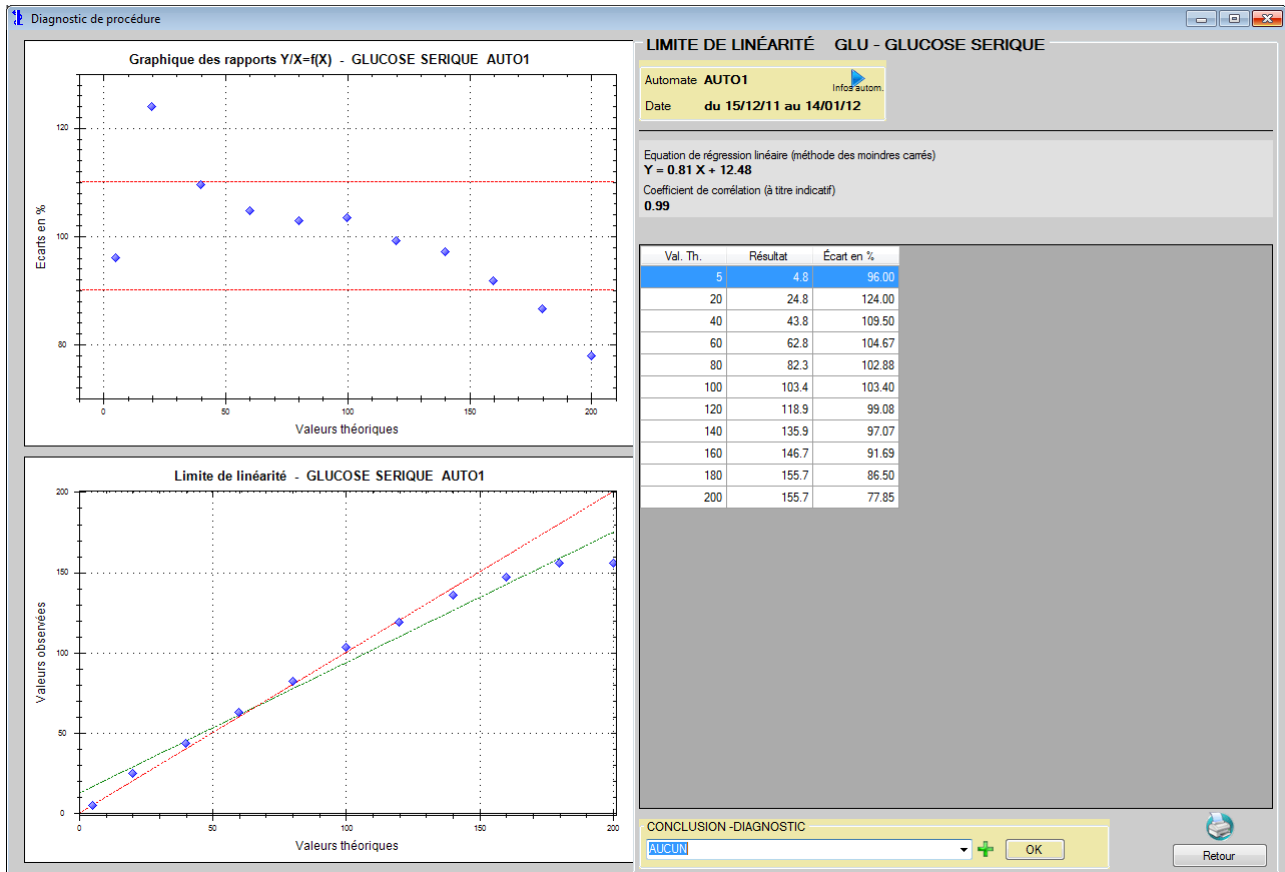 Diagnostic de procédure
Graphique des rapports Y/X=f(X) - GLUCOSE SERIQUE AUTO1
120
100
80
Ecarts en %
0 50 100 150 200
Valeurs théoriques
Limite de linéarité - GLUCOSE SERIQUE AUTO1
200
150
100
50
0
Valeurs observées
0 50 100 150 200
Valeurs théoriques
LIMITE DE LINÉARITÉ GLU - GLUCOSE SERIQUE
Automate AUTO1
Infos autom.
Date du 15/12/11 au 14/01/12
Equation de régression linéaire (méthode des moindres carrés)
Y = 0.81 X + 12.48
Coefficient de corrélation (à titre indicatif)
0.99
Val. Th. Résultat Écart en %
5 4.8 96.00
20 24.8 124.00
40 43.8 109.50
60 62.8 104.67
80 82.3 102.88
100 103.4 103.40
120 118.9 99.08
140 135.9 97.07
160 146.7 91.69
180 155.7 86.50
200 155.7 77.85
CONCLUSION -DIAGNOSTIC
AUCUN
OK
Retour